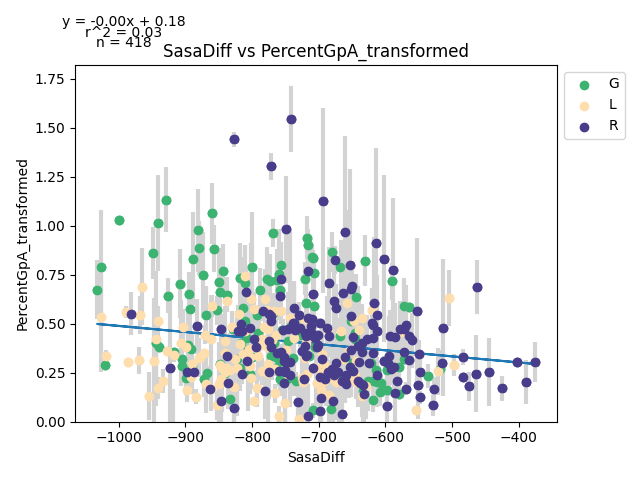 y = -0.00x + 0.18
r^2 = 0.03
n = 418
SasaDiff vs PercentGpA_transformed
1.75
1.50
1.25
1.00
0.75
0.50
0.25
0.00
PercentGpA_transformed
−1000 −900 −800 −700 −600 −500 −400
SasaDiff
G
L
R